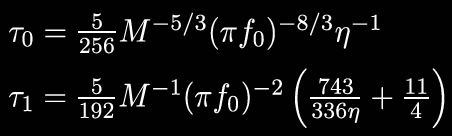 τ₀ = 5/256 M^{-5/3}(πf₀)^{-8/3}η^{-1}
τ₁ = 5/192 M^{-1}(πf₀)^{-2} (743/336η + 11/4)